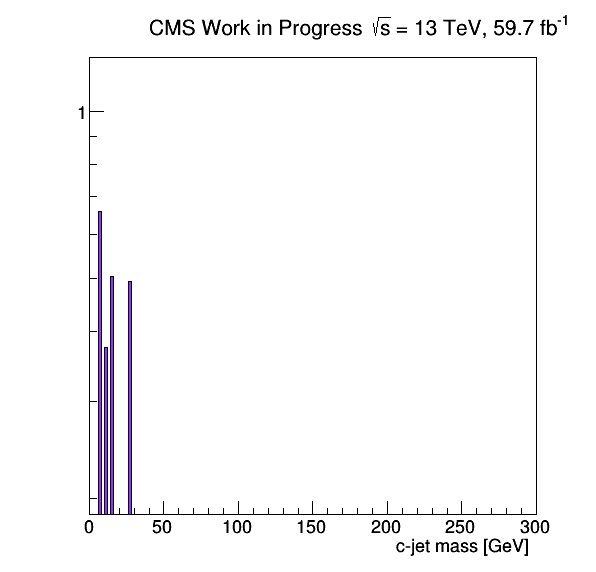 CMS Work in Progress √s = 13 TeV, 59.7 fb⁻¹
1
0 50 100 150 200 250 300
c-jet mass [GeV]